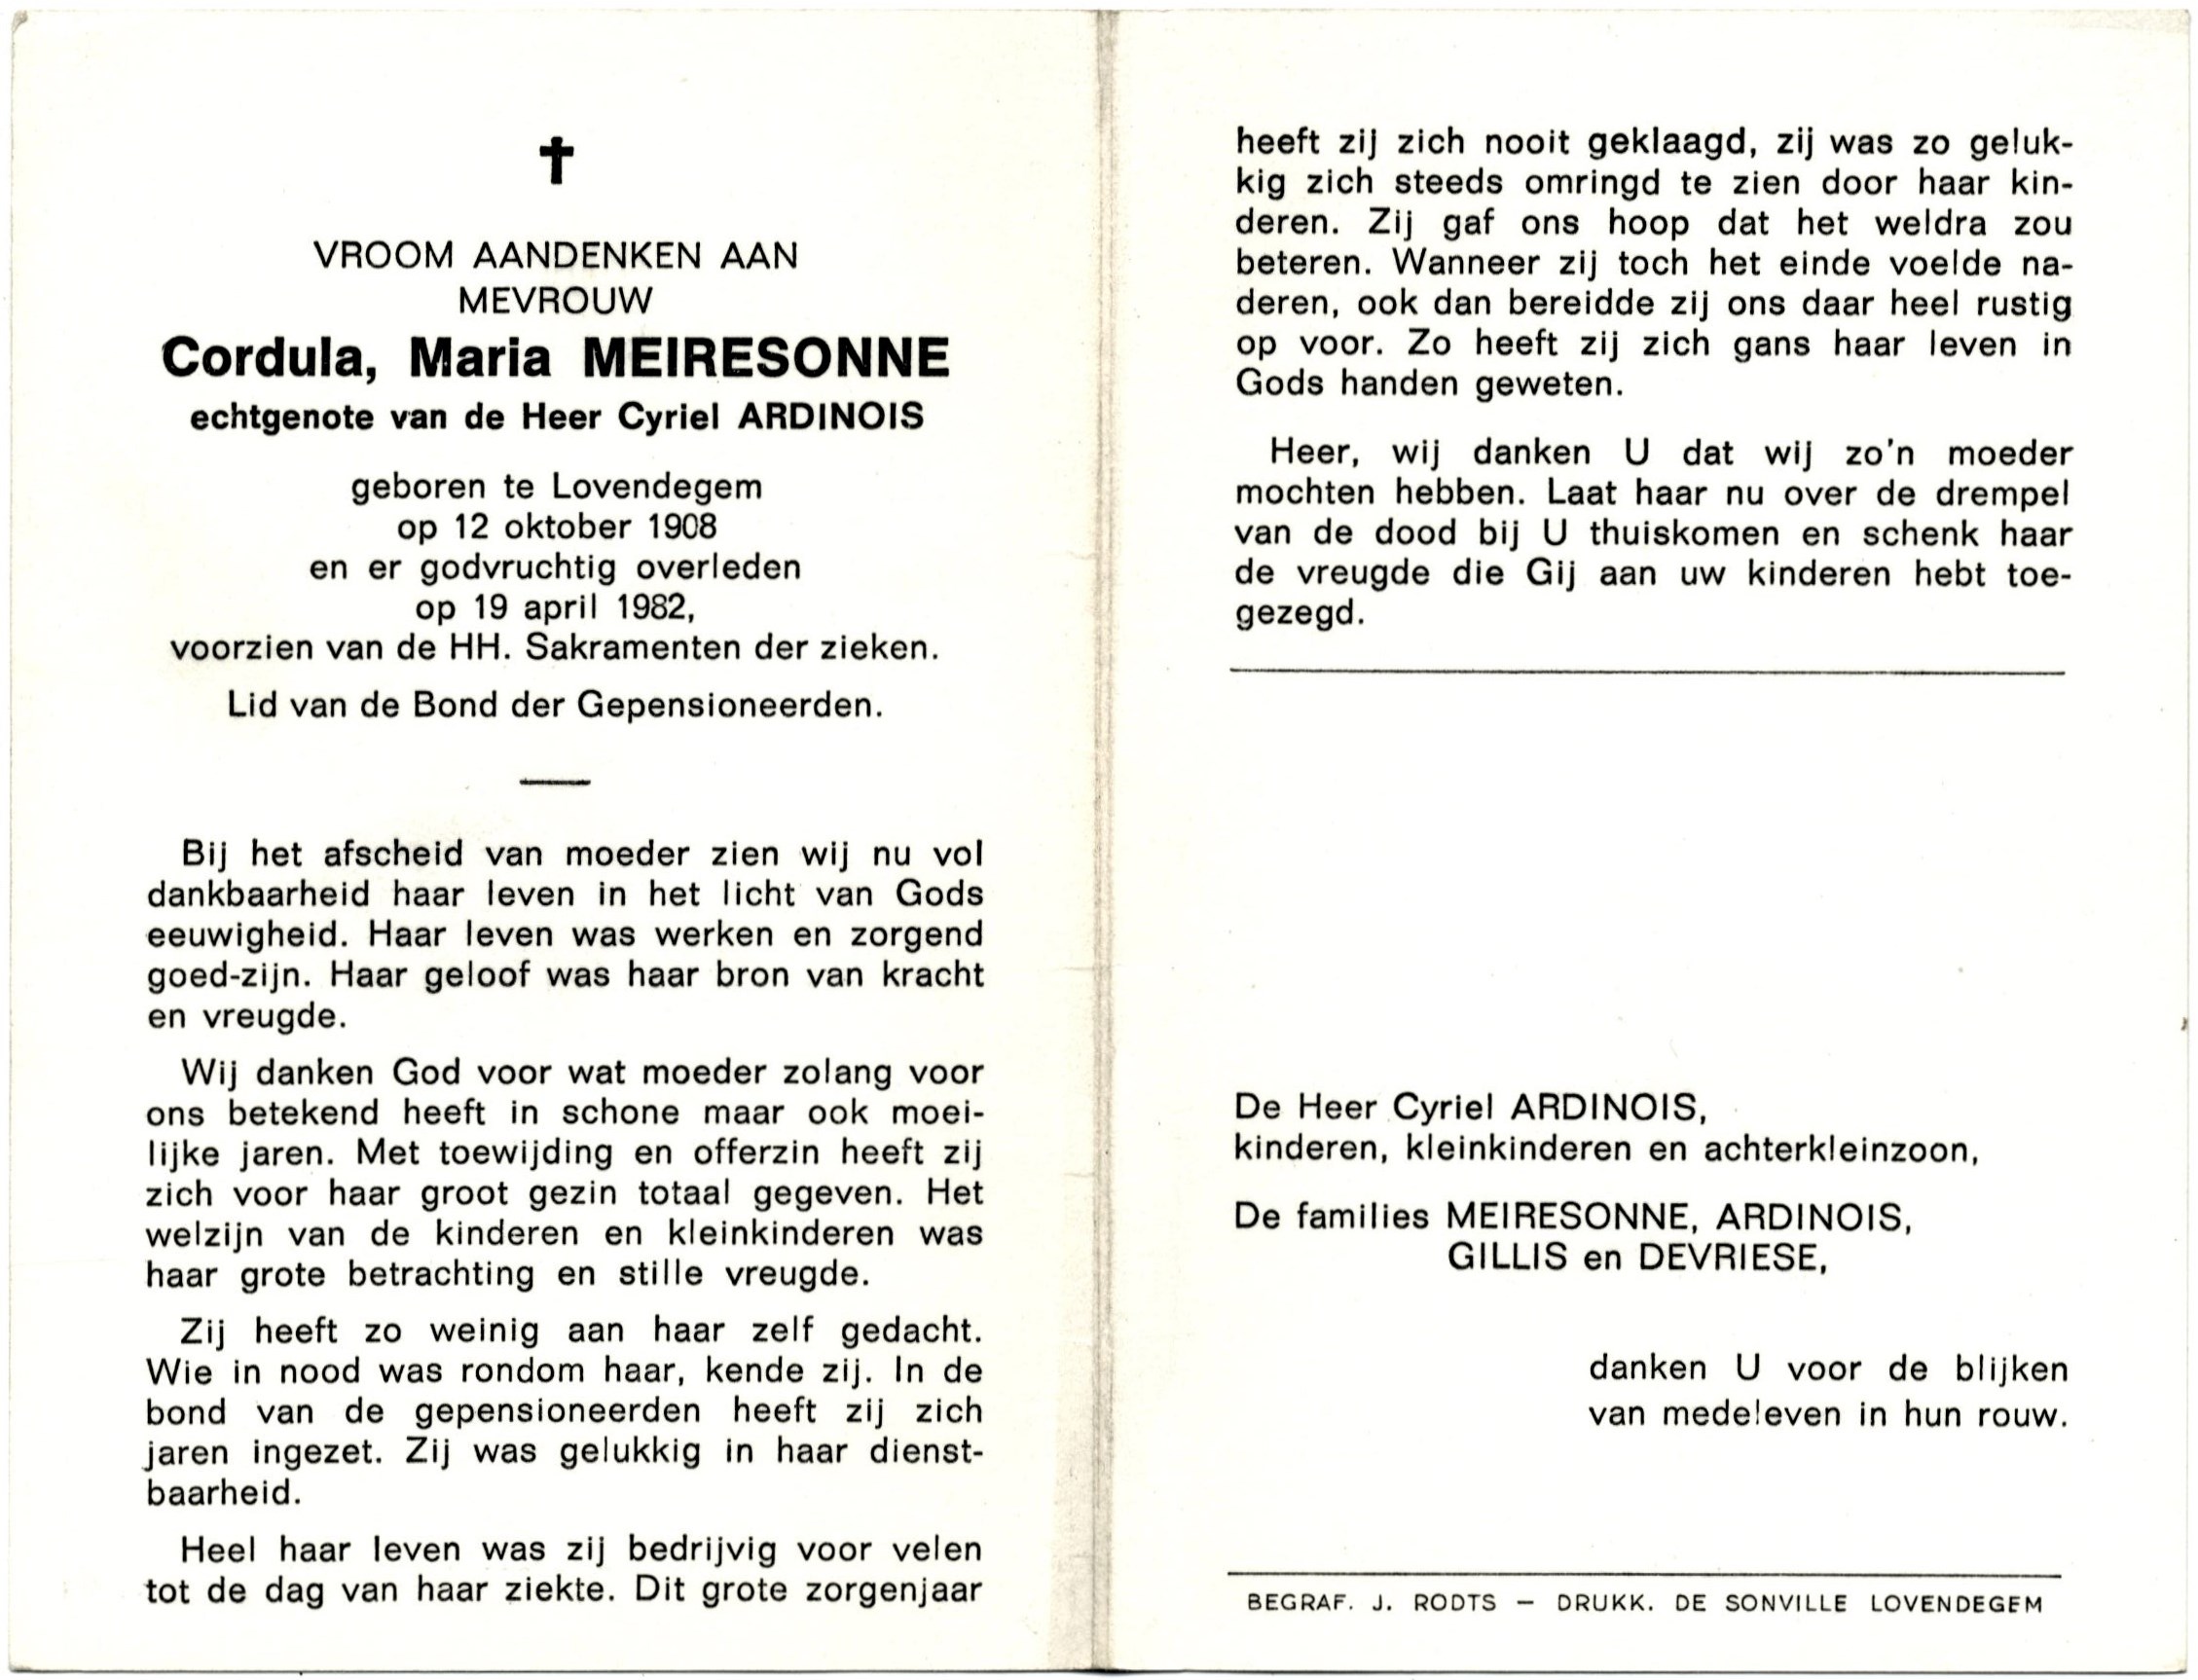 VROOM AANDENKEN AAN
MEVROUW
Cordula, Maria MEIRESONNE
echtgenote van de Heer Cyriel ARDINOIS
geboren te Lovendegem
op 12 oktober 1908
en er godvruchtig overleden
op 19 april 1982,
voorzien van de HH. Sakramenten der zieken.
Lid van de Bond der Gepensioneerden.
Bij het afscheid van moeder zien wij nu vol
dankbaarheid haar leven in het licht van Gods
eeuwigheid. Haar leven was werken en zorgend
goed-zijn. Haar geloof was haar bron van kracht
en vreugde.
Wij danken God voor wat moeder zolang voor
ons betekend heeft in schone maar ook moei-
lijke jaren. Met toewijding en offerzin heeft zij
zich voor haar groot gezin totaal gegeven. Het
welzijn van de kinderen en kleinkinderen was
haar grote betrachting en stille vreugde.
Zij heeft zo weinig aan haar zelf gedacht.
Wie in nood was rondom haar, kende zij. In de
bond van de gepensioneerden heeft zij zich
jaren ingezet. Zij was gelukkig in haar dienst-
baarheid.
Heel haar leven was zij bedrijvig voor velen
tot de dag van haar ziekte. Dit grote zorgenjaar
heeft zij zich nooit geklaagd, zij was zo geluk-
kig zich steeds omringd te zien door haar kin-
deren. Zij gaf ons hoop dat het weldra zou
beteren. Wanneer zij toch het einde voelde na-
deren, ook dan bereidde zij ons daar heel rustig
op voor. Zo heeft zij zich gans haar leven in
Gods handen geweten.
Heer, wij danken U dat wij zo'n moeder
mochten hebben. Laat haar nu over de drempel
van de dood bij U thuiskomen en schenk haar
de vreugde die Gij aan uw kinderen hebt toe-
gezegd.
De Heer Cyriel ARDINOIS,
kinderen, kleinkinderen en achterkleinzoon,
De families MEIRESONNE, ARDINOIS,
GILLIS en DEVRIESE,
danken U voor de blijken
van medeleven in hun rouw.
BEGRAF. J. RODTS — DRUKK. DE SONVILLE LOVENDEGEM